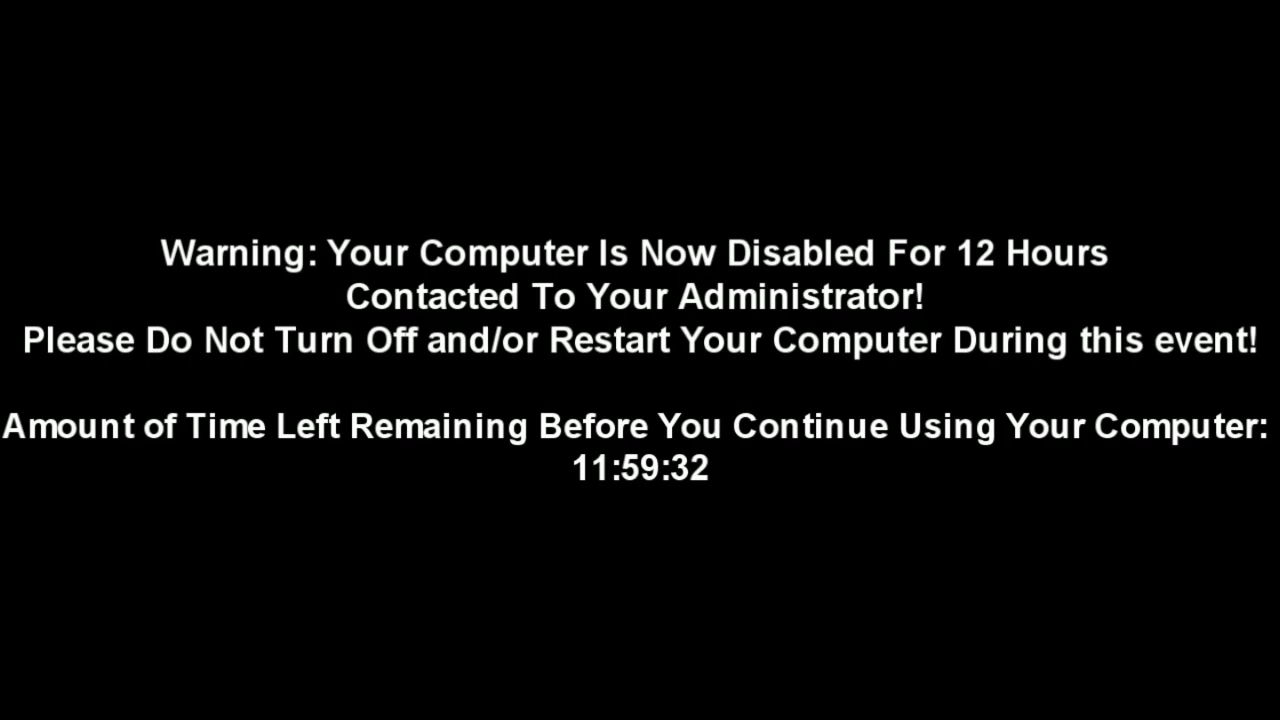 Warning: Your Computer Is Now Disabled For 12 Hours
Contacted To Your Administrator!
Please Do Not Turn Off and/or Restart Your Computer During this event!
Amount of Time Left Remaining Before You Continue Using Your Computer:
11:59:32